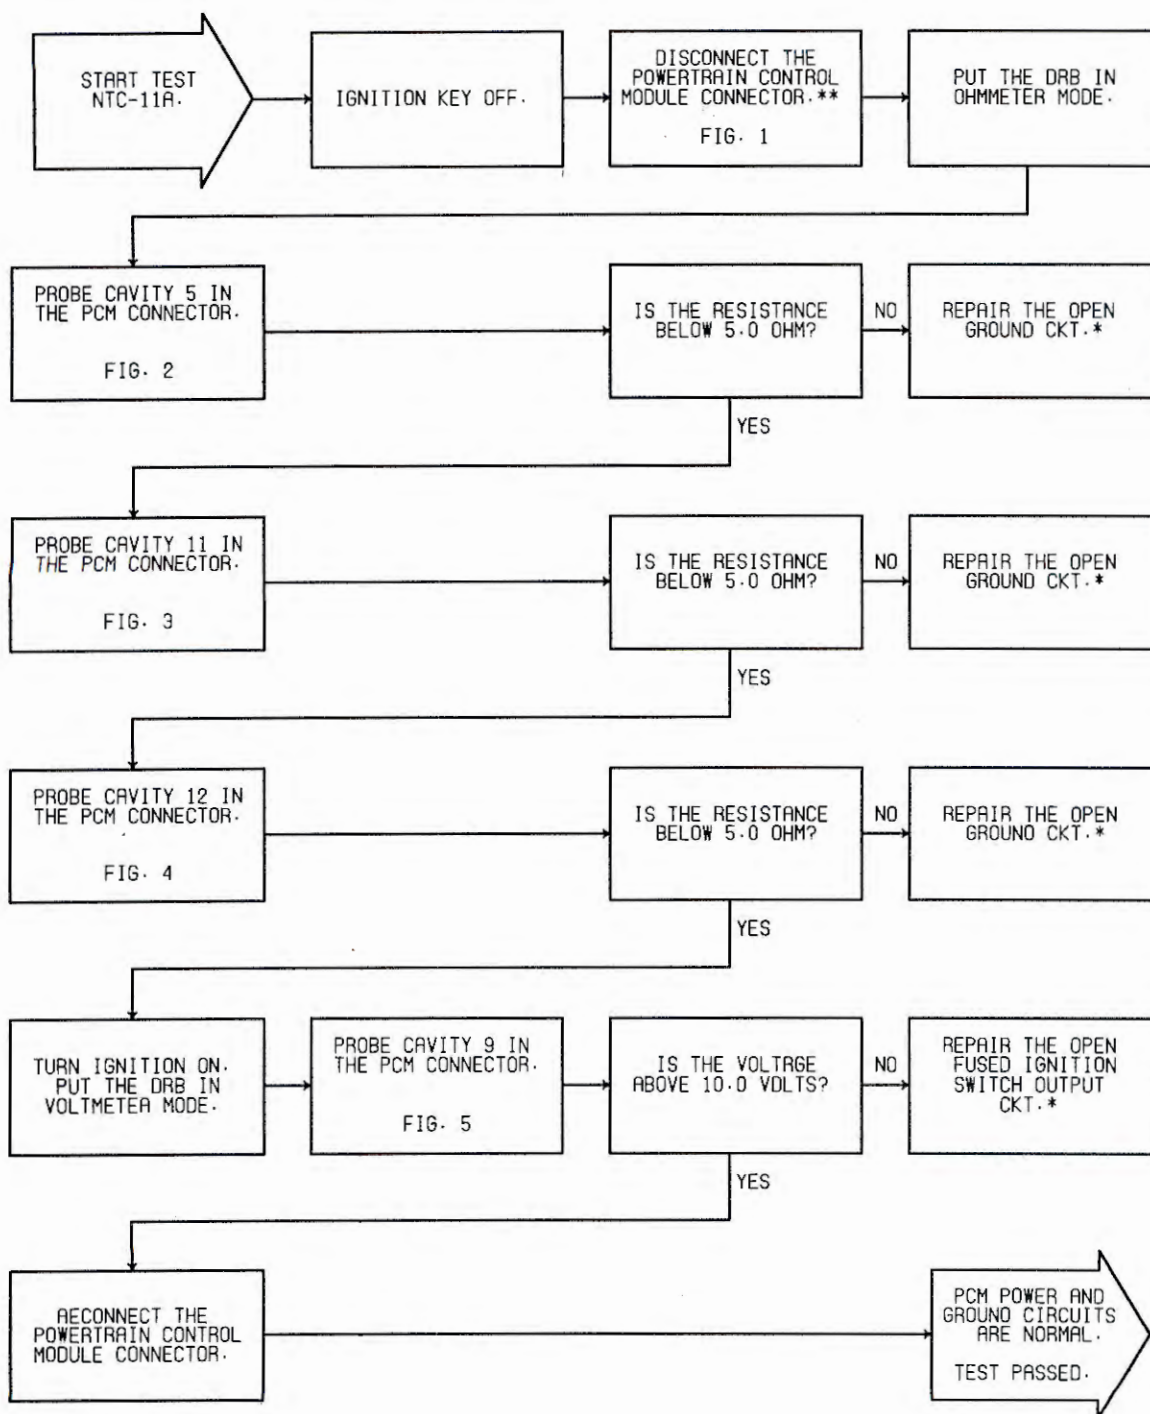 START TEST
NTC-11A.
IGNITION KEY OFF.
DISCONNECT THE
POWERTRAIN CONTROL
MODULE CONNECTOR.**
FIG. 1
PUT THE DRB IN
OHMMETER MODE.
PROBE CAVITY 5 IN
THE PCM CONNECTOR.
FIG. 2
IS THE RESISTANCE
BELOW 5.0 OHM?
NO
REPAIR THE OPEN
GROUND CKT.*
YES
PROBE CAVITY 11 IN
THE PCM CONNECTOR.
FIG. 3
IS THE RESISTANCE
BELOW 5.0 OHM?
NO
REPAIR THE OPEN
GROUND CKT.*
YES
PROBE CAVITY 12 IN
THE PCM CONNECTOR.
FIG. 4
IS THE RESISTANCE
BELOW 5.0 OHM?
NO
REPAIR THE OPEN
GROUND CKT.*
YES
TURN IGNITION ON.
PUT THE DRB IN
VOLTMETER MODE.
PROBE CAVITY 9 IN
THE PCM CONNECTOR.
FIG. 5
IS THE VOLTAGE
ABOVE 10.0 VOLTS?
NO
REPAIR THE OPEN
FUSED IGNITION
SWITCH OUTPUT
CKT.*
YES
RECONNECT THE
POWERTRAIN CONTROL
MODULE CONNECTOR.
PCM POWER AND
GROUND CIRCUITS
ARE NORMAL.
TEST PASSED.